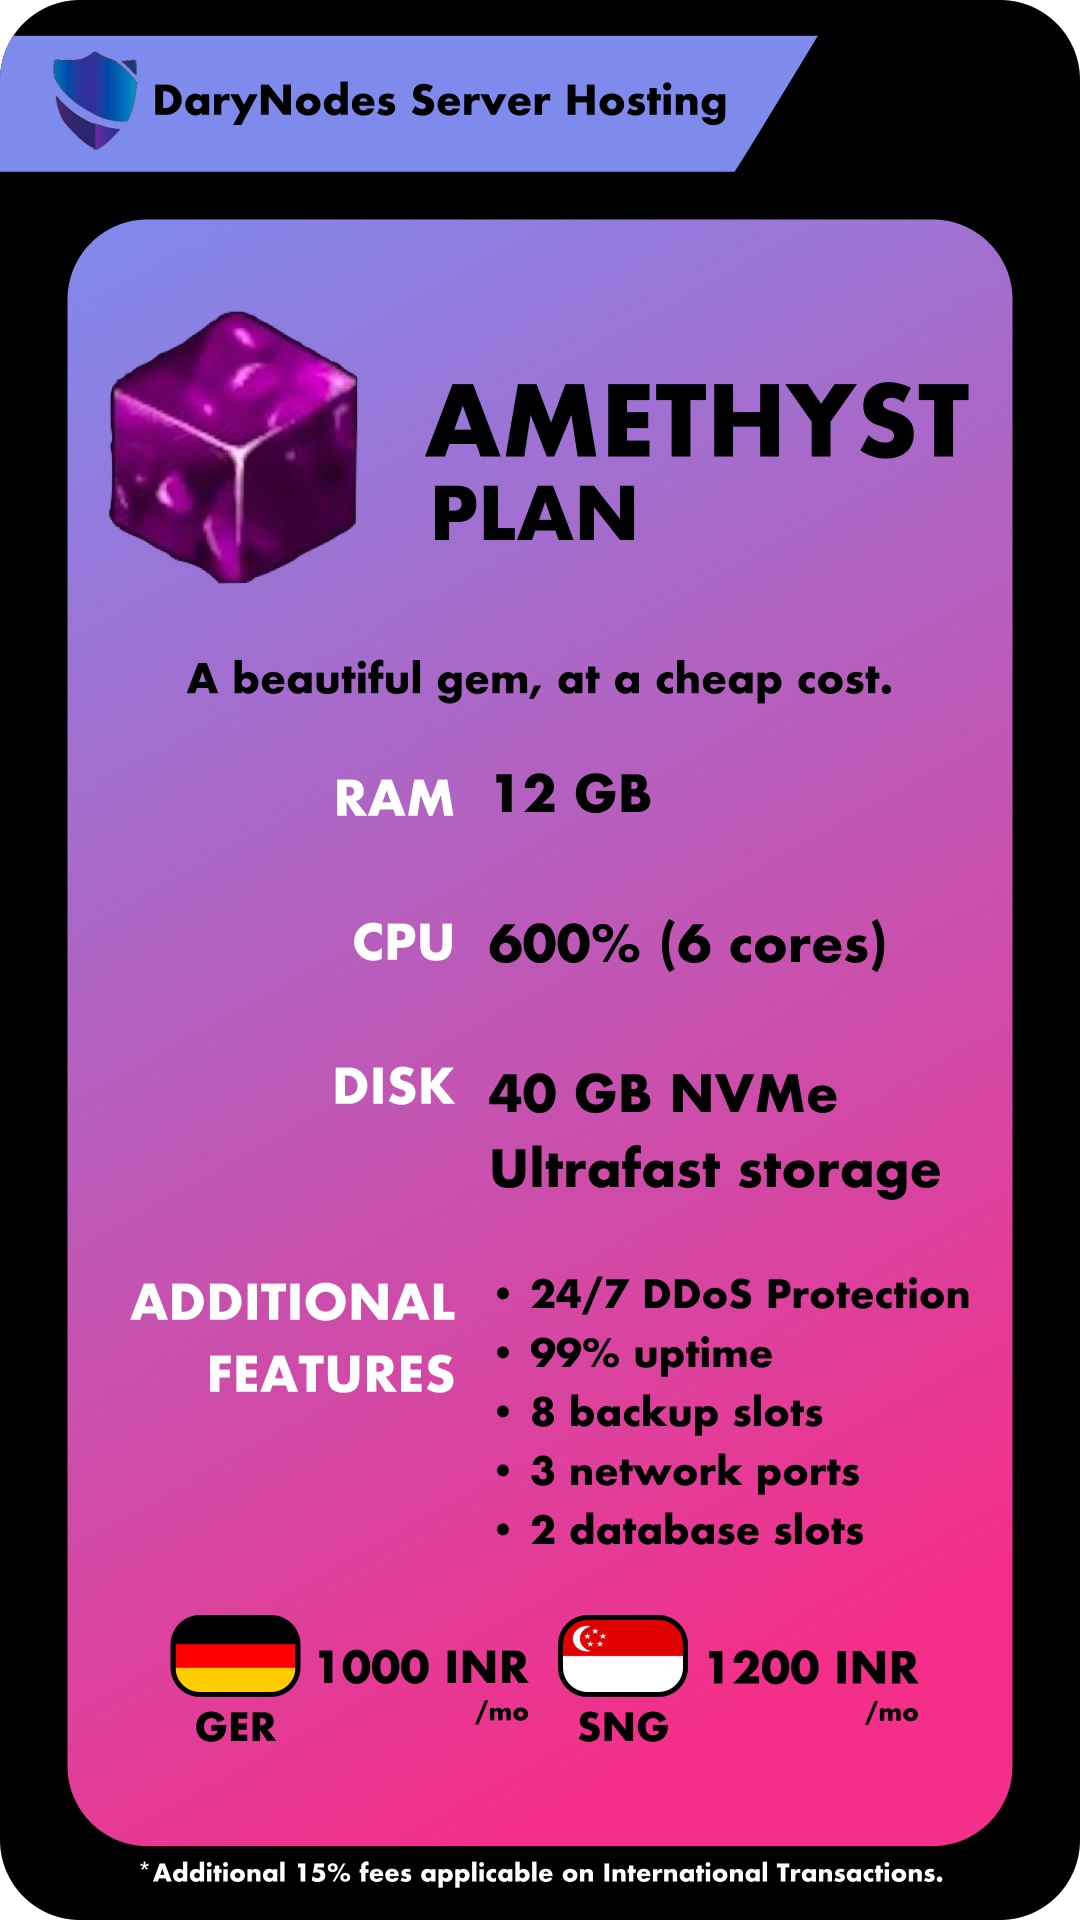 DaryNodes Server Hosting
AMETHYST
PLAN
A beautiful gem, at a cheap cost.
RAM 12 GB
CPU 600% (6 cores)
DISK 40 GB NVMe
Ultrafast storage
ADDITIONAL
FEATURES
• 24/7 DDoS Protection
• 99% uptime
• 8 backup slots
• 3 network ports
• 2 database slots
1000 INR
/mo
GER
1200 INR
/mo
SNG
*Additional 15% fees applicable on International Transactions.